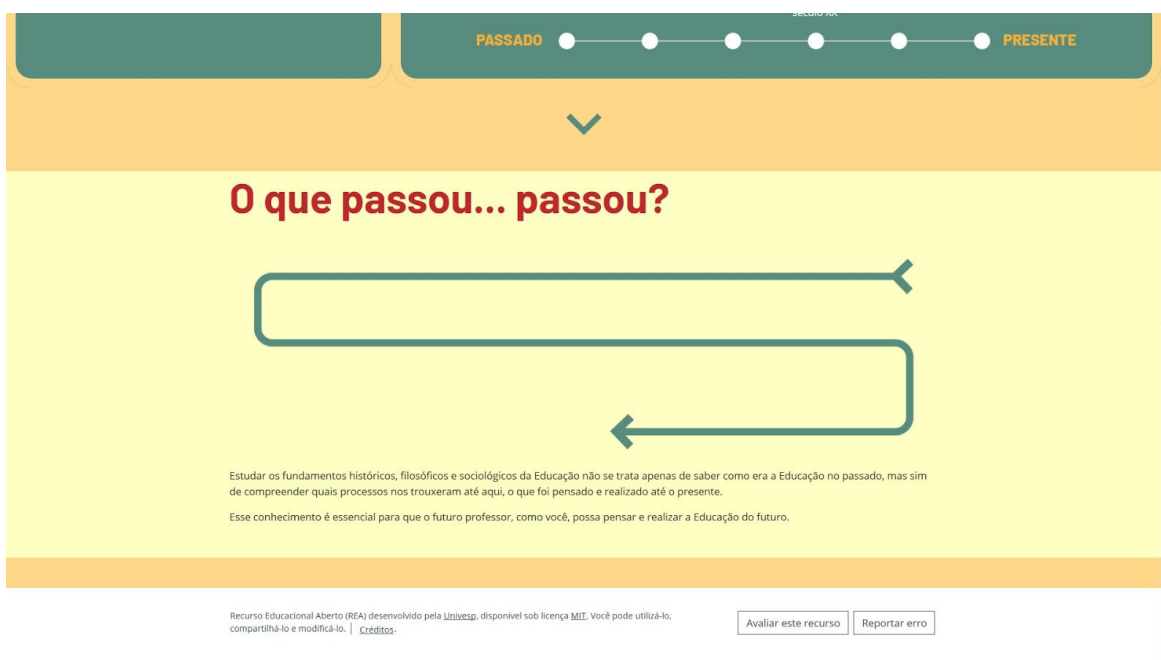 século XX
PASSADO PRESENTE
O que passou... passou?
Estudar os fundamentos históricos, filosóficos e sociológicos da Educação não se trata apenas de saber como era a Educação no passado, mas sim
de compreender quais processos nos trouxeram até aqui, o que foi pensado e realizado até o presente.
Esse conhecimento é essencial para que o futuro professor, como você, possa pensar e realizar a Educação do futuro.
Recurso Educacional Aberto (REA) desenvolvido pela Univesp, disponível sob licença MIT. Você pode utilizá-lo,
compartilhá-lo e modificá-lo. | Créditos.
Avaliar este recurso
Reportar erro